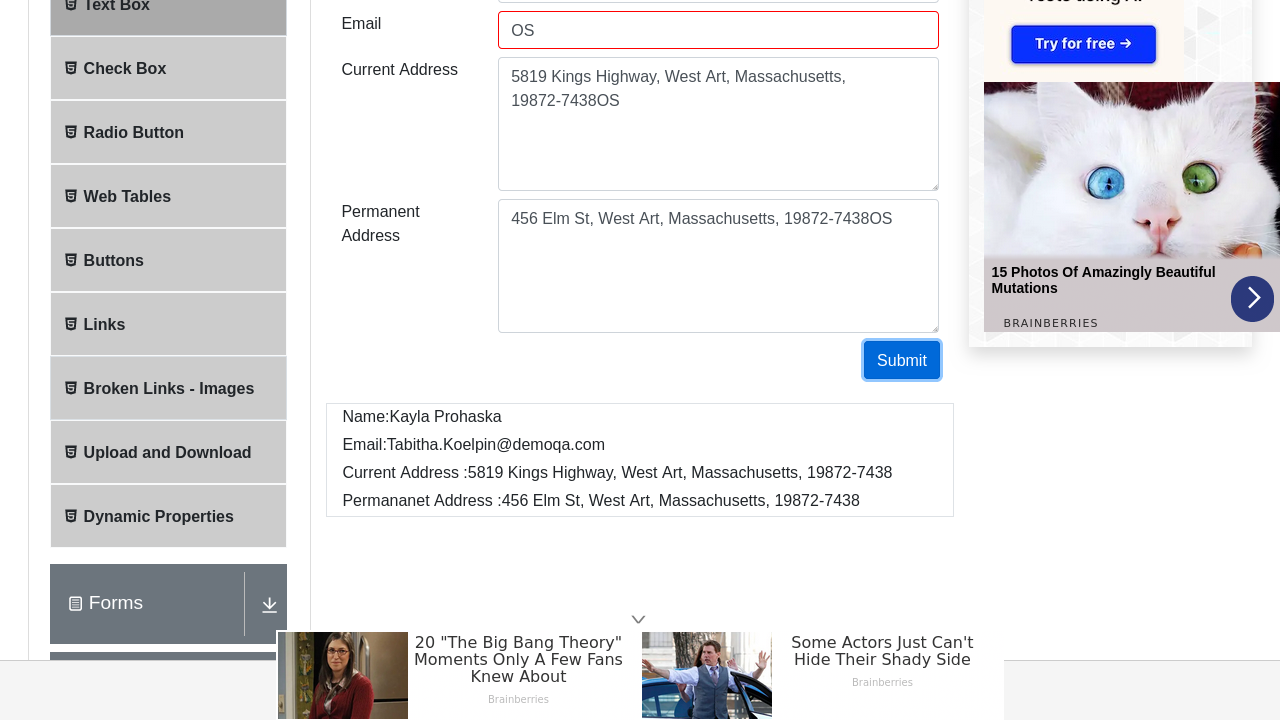 Text Box
Check Box
Radio Button
Web Tables
Buttons
Links
Broken Links - Images
Upload and Download
Dynamic Properties
Forms
Email
OS
Current Address
5819 Kings Highway, West Art, Massachusetts,
19872-7438OS
Permanent
Address
456 Elm St, West Art, Massachusetts, 19872-7438OS
Submit
Name:Kayla Prohaska
Email:Tabitha.Koelpin@demoqa.com
Current Address :5819 Kings Highway, West Art, Massachusetts, 19872-7438
Permananet Address :456 Elm St, West Art, Massachusetts, 19872-7438
Try for free →
15 Photos Of Amazingly Beautiful
Mutations
BRAINBERRIES
20 "The Big Bang Theory"
Moments Only A Few Fans
Knew About
Brainberries
Some Actors Just Can't
Hide Their Shady Side
Brainberries